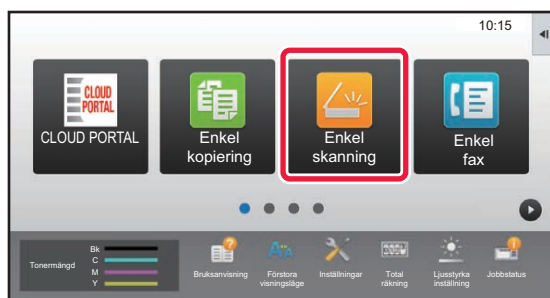 10:15
CLOUD
PORTAL
CLOUD PORTAL
Enkel
kopiering
Enkel
skanning
Enkel
fax
Tonermängd
Bk
C
M
Y
Bruksanvisning
Förstora
visningsläge
Inställningar
Total
räkning
Ljusstyrka
inställning
Jobbstatus